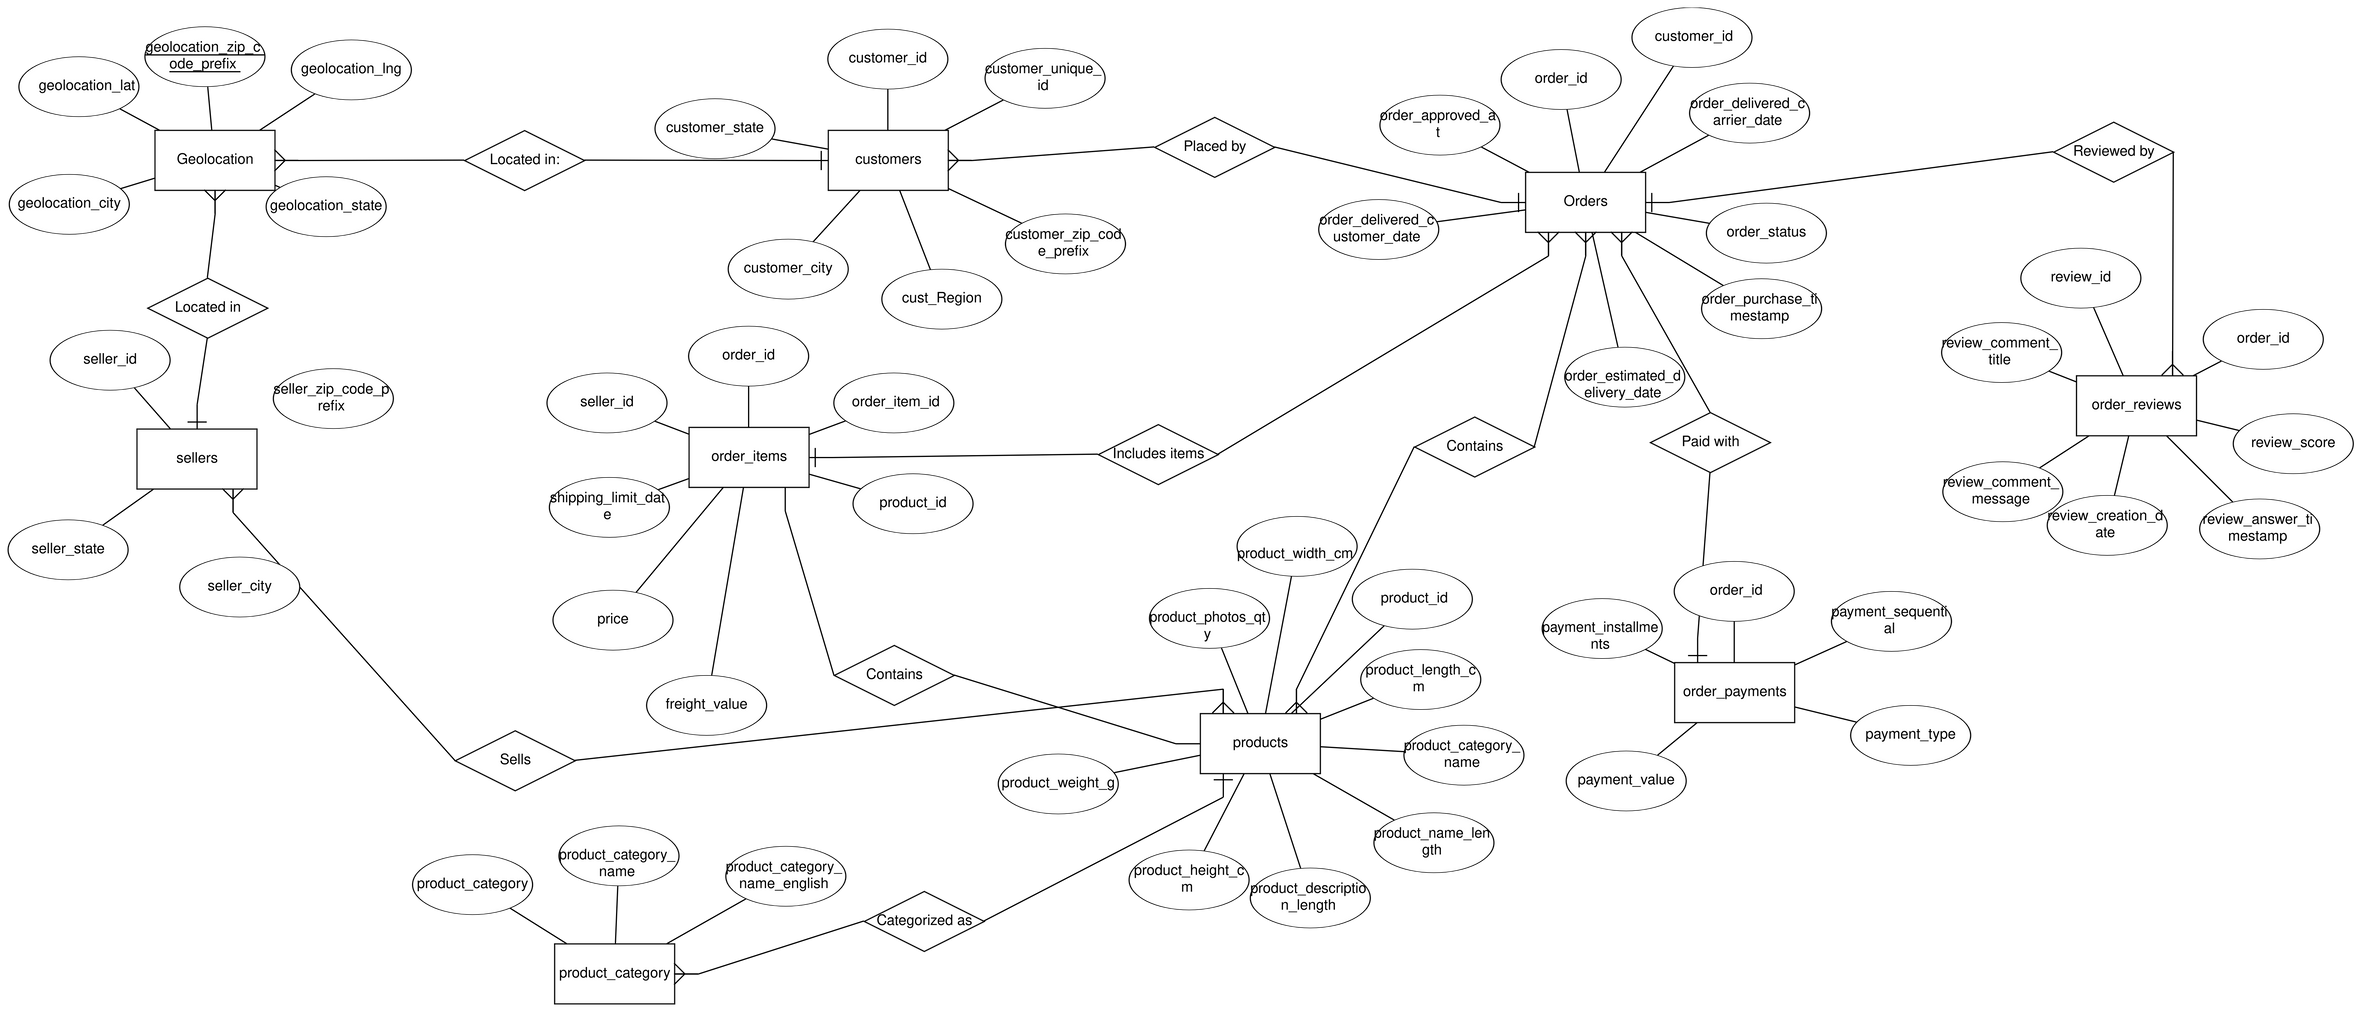 customer_id
geolocation_zip_c
ode_prefix
geolocation_lng
geolocation_lat
customer_id
customer_unique_
id
order_id
order_delivered_c
arrier_date
order_approved_a
t
customer_state
Geolocation
Located in:
customers
Placed by
Reviewed by
geolocation_city
geolocation_state
Orders
order_delivered_c
ustomer_date
order_status
customer_zip_cod
e_prefix
customer_city
cust_Region
review_id
order_purchase_ti
mestamp
Located in
seller_id
order_id
review_comment_
title
order_id
seller_zip_code_p
refix
seller_id
order_item_id
order_estimated_d
elivery_date
order_reviews
sellers
order_items
Includes items
Contains
Paid with
review_score
shipping_limit_dat
e
product_id
review_comment_
message
review_creation_d
ate
review_answer_ti
mestamp
seller_state
product_width_cm
seller_city
price
product_photos_qt
y
product_id
order_id
payment_installme
nts
payment_sequenti
al
Contains
product_length_c
m
order_payments
freight_value
Sells
products
product_category_
name
payment_type
product_weight_g
payment_value
product_name_len
gth
product_category
product_category_
name
product_category_
name_english
product_height_c
m
product_descriptio
n_length
Categorized as
product_category